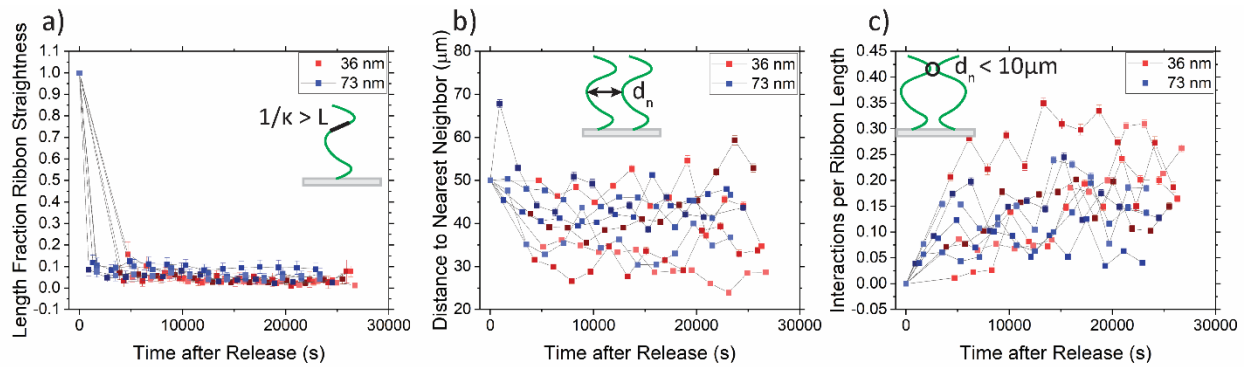 a)
1.1
1.0
0.9
0.8
0.7
0.6
0.5
0.4
0.3
0.2
0.1
0.0
-0.1
Length Fraction Ribbon Straightness
36 nm
73 nm
1/κ > L
0
10000
20000
30000
Time after Release (s)
b)
80
70
60
50
40
30
20
Distance to Nearest Neighbor (μm)
36 nm
73 nm
dn
0
10000
20000
30000
Time after Release (s)
c)
0.45
0.40
0.35
0.30
0.25
0.20
0.15
0.10
0.05
0.00
-0.05
Interactions per Ribbon Length
dn < 10μm
36 nm
73 nm
0
10000
20000
30000
Time after Release (s)